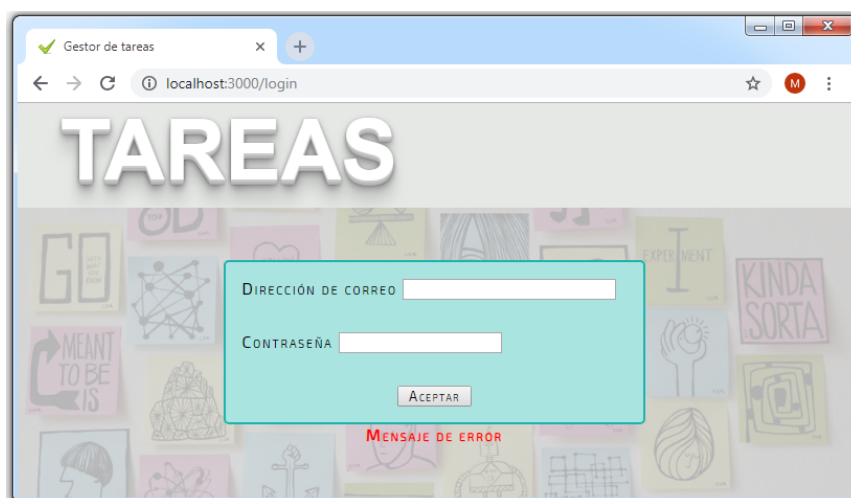 Gestor de tareas
localhost:3000/login
M
TAREAS
TOP
GO
EXPERIMENT
KINDA
SORTA
MEANT
TO BE
IS
Dirección de correo
Contraseña
Aceptar
Mensaje de error